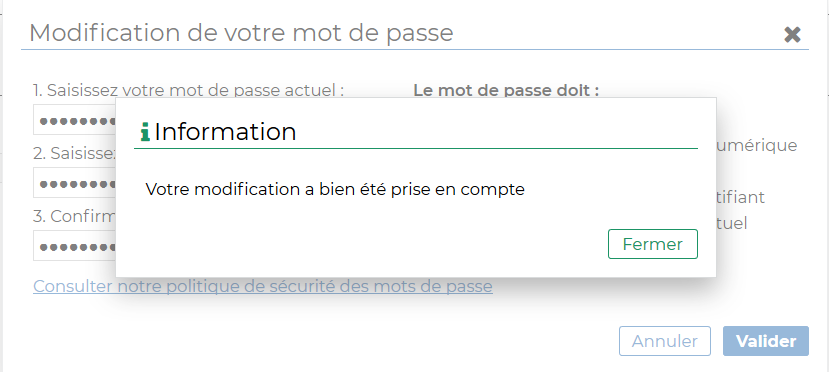 Modification de votre mot de passe
1. Saisissez votre mot de passe actuel :
Le mot de passe doit :
Information
umérique
2. Saisissez
Votre modification a bien été prise en compte
tifiant
3. Confirm
tuel
Fermer
Consulter notre politique de sécurité des mots de passe
Annuler
Valider